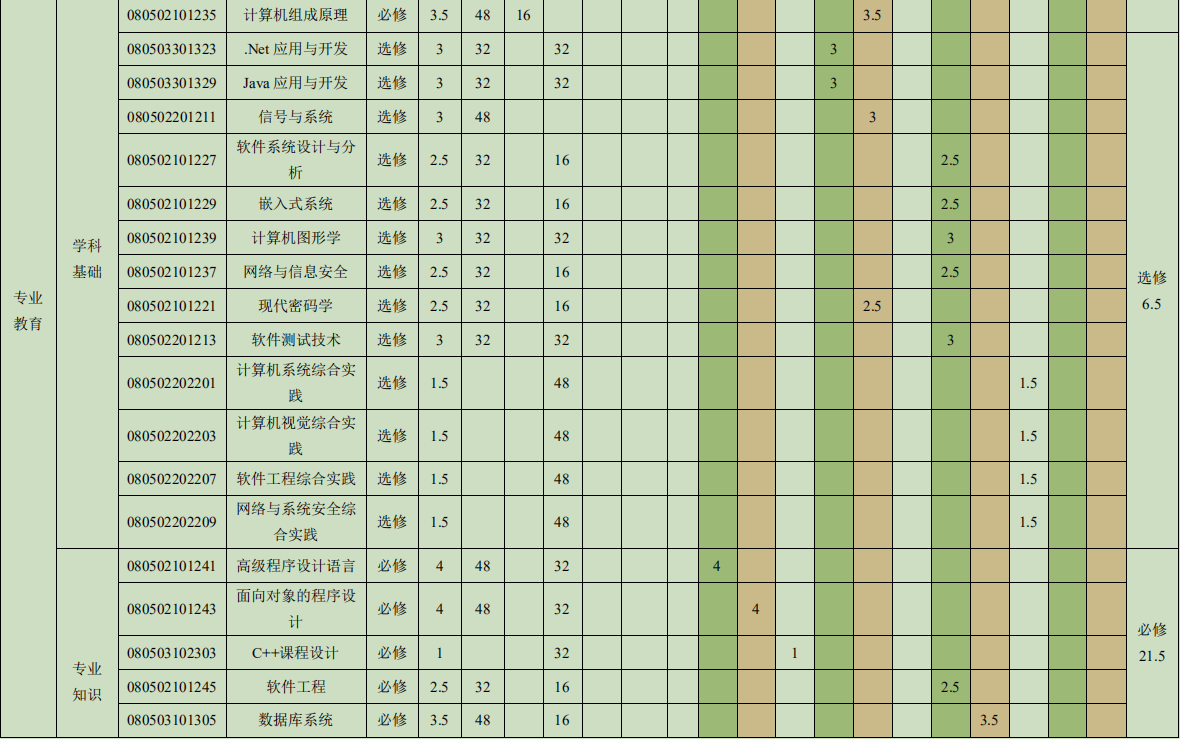 080502101235 计算机组成原理 必修 3.5 48 16 3.5
080503301323 .Net 应用与开发 选修 3 32 32 3
080503301329 Java 应用与开发 选修 3 32 32 3
080502201211 信号与系统 选修 3 48 3
080502101227 软件系统设计与分
析 选修 2.5 32 16 2.5
080502101229 嵌入式系统 选修 2.5 32 16 2.5
080502101239 计算机图形学 选修 3 32 32 3
学科
基础
080502101237 网络与信息安全 选修 2.5 32 16 2.5
选修
6.5
专业
教育
080502101221 现代密码学 选修 2.5 32 16 2.5
080502201213 软件测试技术 选修 3 32 32 3
080502202201 计算机系统综合实
践 选修 1.5 48 1.5
080502202203 计算机视觉综合实
践 选修 1.5 48 1.5
080502202207 软件工程综合实践 选修 1.5 48 1.5
080502202209 网络与系统安全综
合实践 选修 1.5 48 1.5
080502101241 高级程序设计语言 必修 4 48 32 4
080502101243 面向对象的程序设
计 必修 4 48 32 4
必修
21.5
080503102303 C++课程设计 必修 1 32 1
专业
知识
080502101245 软件工程 必修 2.5 32 16 2.5
080503101305 数据库系统 必修 3.5 48 16 3.5